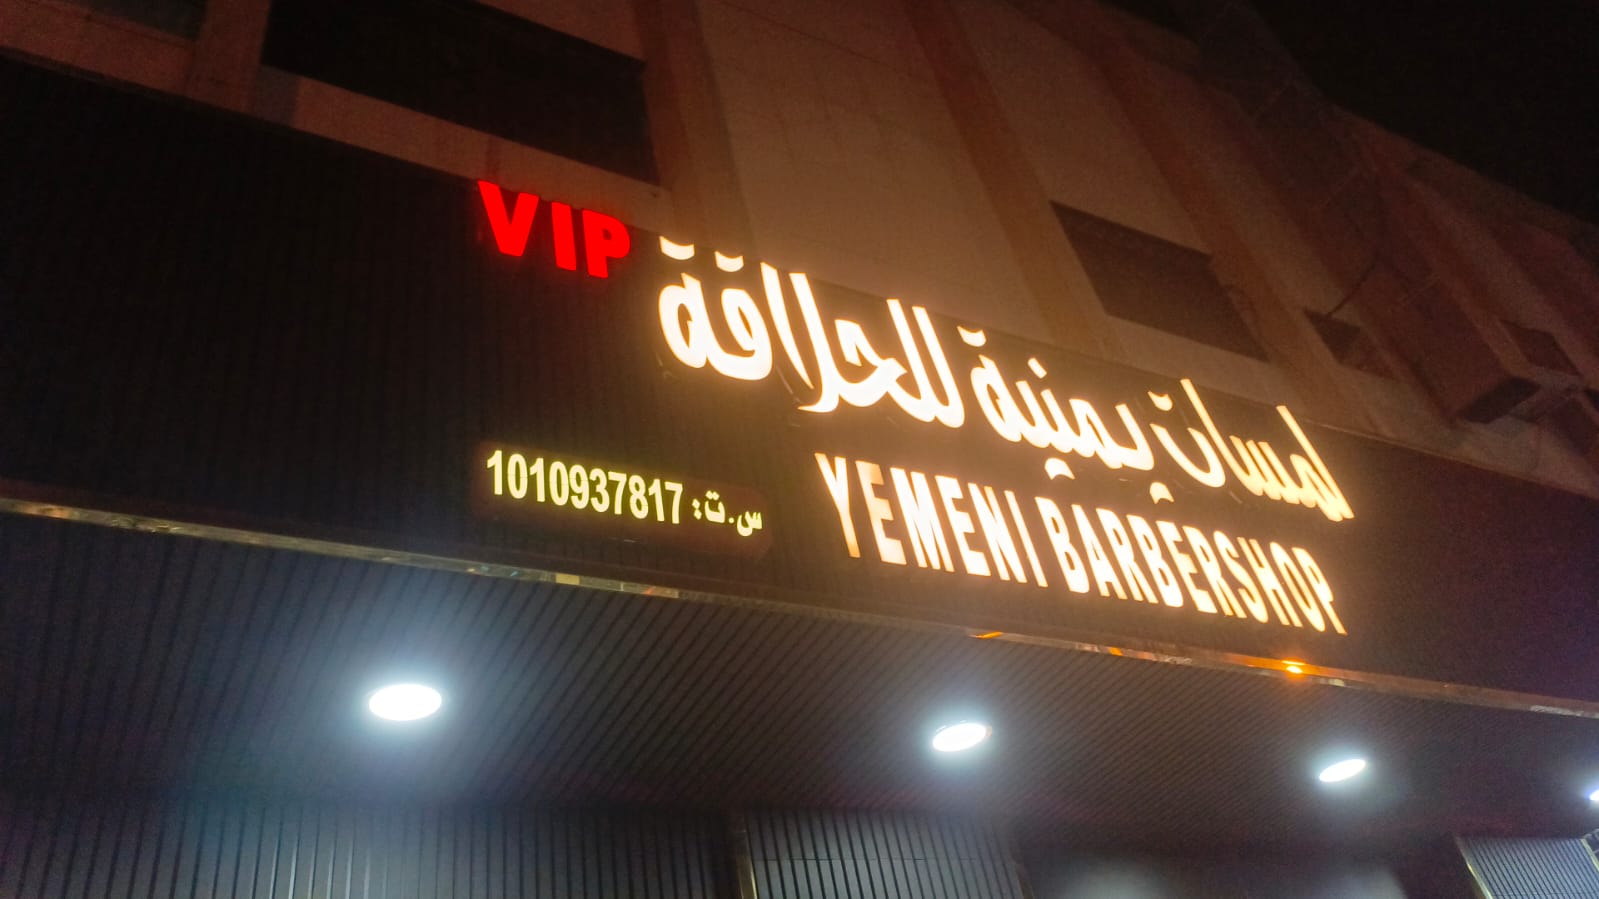 VIP
لمسات يمنية للحلاقة
YEMENI BARBERSHOP
س.ت: 1010937817